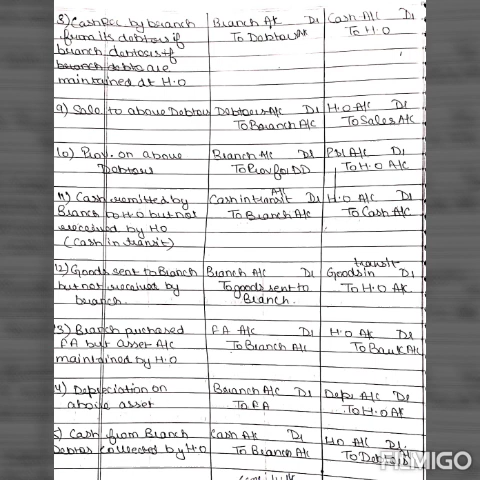 8) Cash Rec by branch Branch A/c Dr Cash A/c Dr
from its debtors if To Debtors A/c To H.O
branch debtors if
branch debto are
maintained at H.O
9) Sale to above Debtors Debtors A/c Dr H.O A/c Dr
To Branch A/c To Sales A/c
10) Prov. on above Branch A/c Dr P&L A/c Dr
Debtors To Prov for DD To H.O A/c
11) Cash remitted by Cash in transit A/c Dr H.O A/c Dr
Branch to H.O but not To Branch A/c To Cash A/c
received by HO
(Cash in transit)
12) Goods sent to Branch Branch A/c Dr Goods in transit Dr
but not received by To goods sent to To H.O A/c
branch. Branch.
13) Branch purchased FA A/c Dr H.O A/c Dr
FA but asset A/c To Branch A/c To Bank A/c
maintained by H.O
14) Depreciation on Branch A/c Dr Depr A/c Dr
above asset To FA To H.O A/c
15) Cash from Branch Cash A/c Dr HO A/c Dr.
collected by H.O To Branch A/c To
FILMIGO